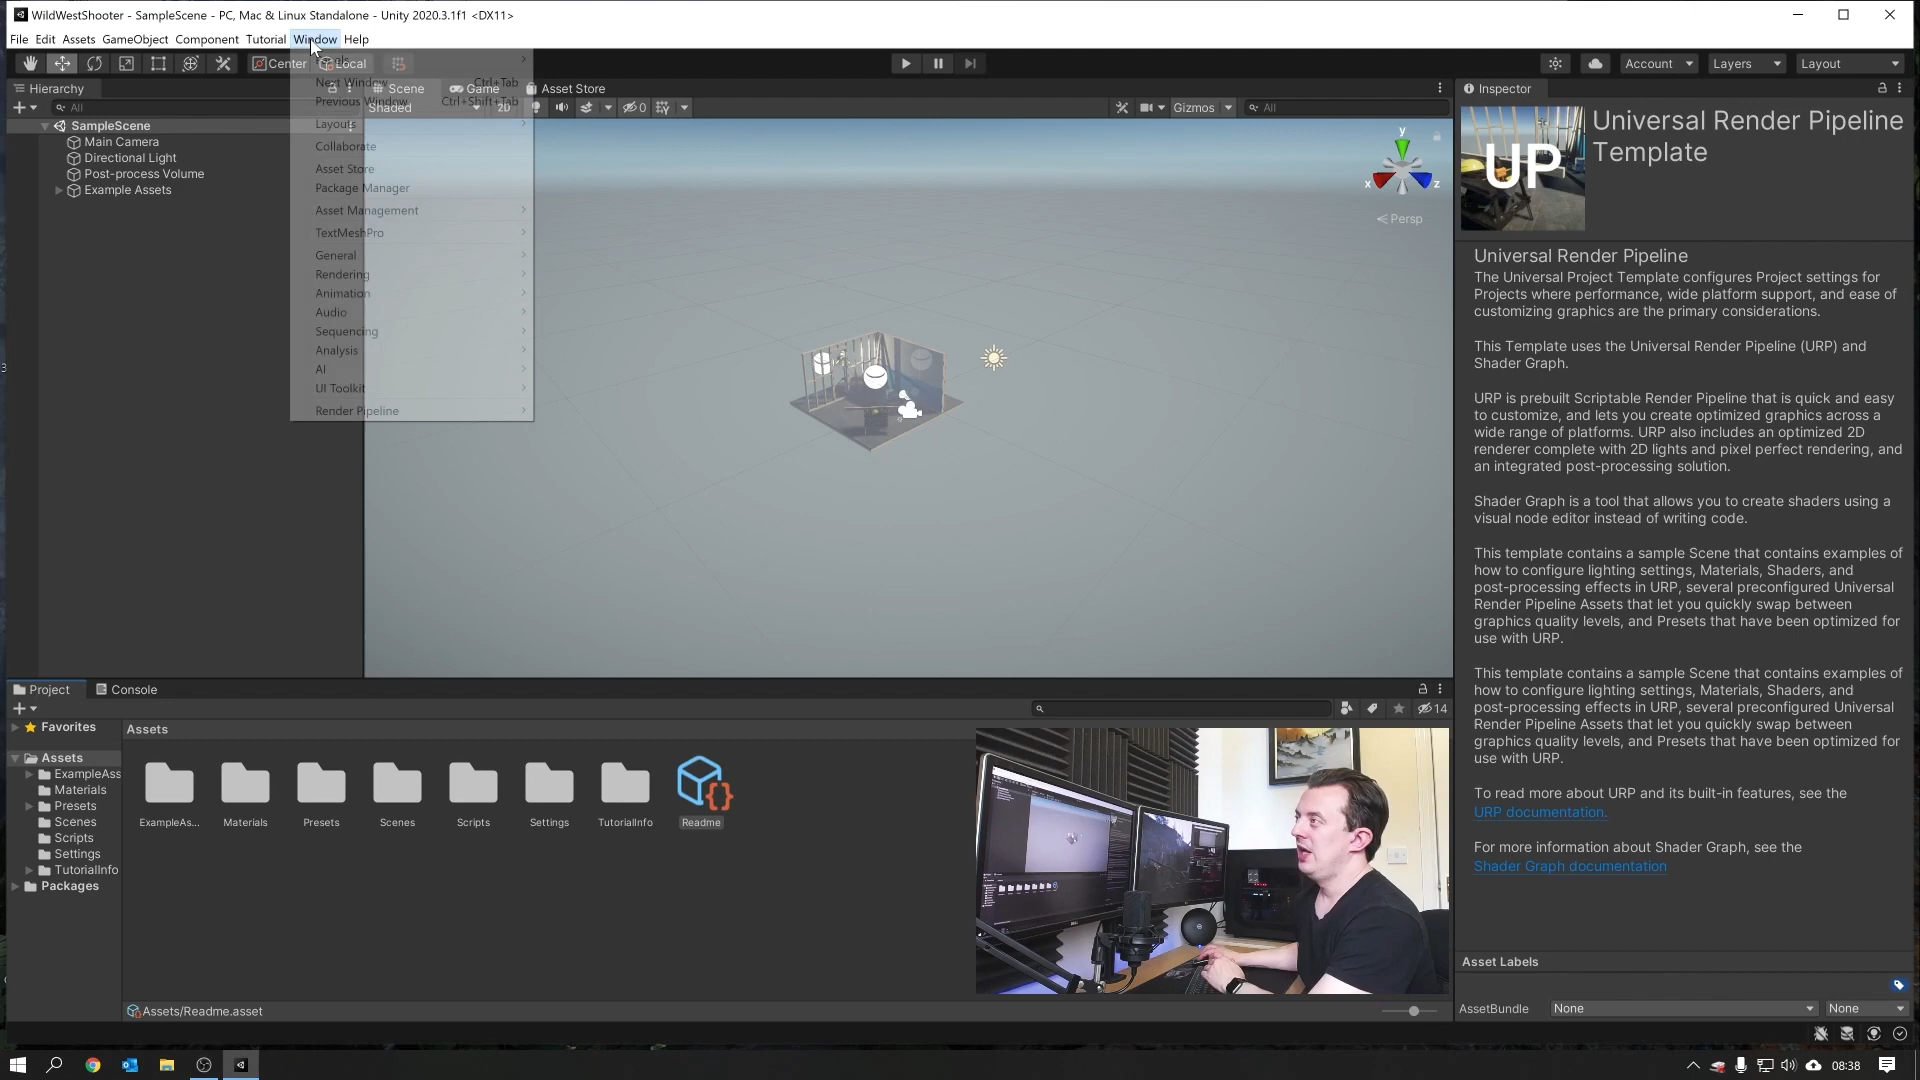 WildWestShooter - SampleScene - PC, Mac & Linux Standalone - Unity 2020.3.1f1 <DX11>
File Edit Assets GameObject Component Tutorial Window Help
Center Local Account Layers Layout
Hierarchy
All
SampleScene
Main Camera
Directional Light
Post-process Volume
Example Assets
Next Window Ctrl+Tab
Previous Window Ctrl+Shift+Tab
Layouts
Collaborate
Asset Store
Package Manager
Asset Management
TextMeshPro
General
Rendering
Animation
Audio
Sequencing
Analysis
AI
UI Toolkit
Render Pipeline
Scene Game Asset Store
Shaded 2D 0 Gizmos All
y
x z
Persp
Inspector
UP
Universal Render Pipeline
Template
Universal Render Pipeline
The Universal Project Template configures Project settings for
Projects where performance, wide platform support, and ease of
customizing graphics are the primary considerations.
This Template uses the Universal Render Pipeline (URP) and
Shader Graph.
URP is prebuilt Scriptable Render Pipeline that is quick and easy
to customize, and lets you create optimized graphics across a
wide range of platforms. URP also includes an optimized 2D
renderer complete with 2D lights and pixel perfect rendering, and
an integrated post-processing solution.
Shader Graph is a tool that allows you to create shaders using a
visual node editor instead of writing code.
This template contains a sample Scene that contains examples of
how to configure lighting settings, Materials, Shaders, and
post-processing effects in URP, several preconfigured Universal
Render Pipeline Assets that let you quickly swap between
graphics quality levels, and Presets that have been optimized for
use with URP.
This template contains a sample Scene that contains examples of
how to configure lighting settings, Materials, Shaders, and
post-processing effects in URP, several preconfigured Universal
Render Pipeline Assets that let you quickly swap between
graphics quality levels, and Presets that have been optimized for
use with URP.
To read more about URP and its built-in features, see the
URP documentation.
For more information about Shader Graph, see the
Shader Graph documentation
Asset Labels
AssetBundle None None
Project Console
14
Favorites
Assets
ExampleAss
Materials
Presets
Scenes
Scripts
Settings
TutorialInfo
Packages
Assets
ExampleAs... Materials Presets Scenes Scripts Settings TutorialInfo Readme
Assets/Readme.asset
08:38